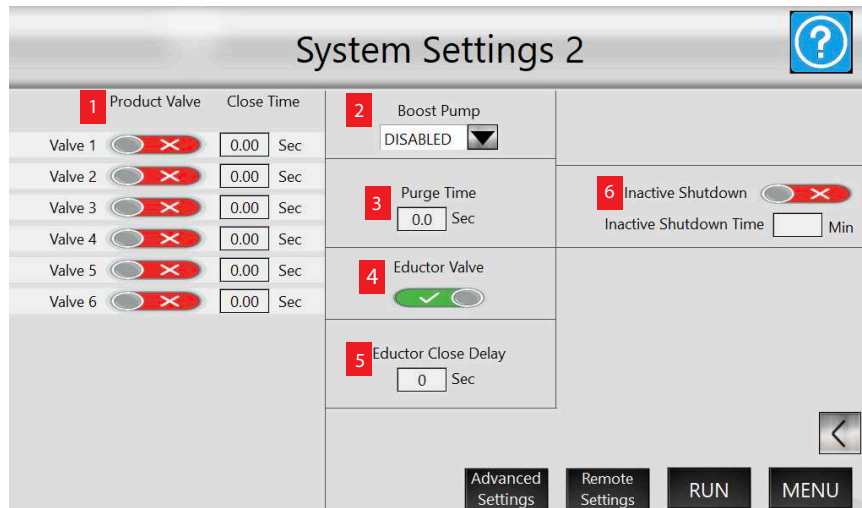 System Settings 2
?
1 Product Valve Close Time
Valve 1 0.00 Sec
Valve 2 0.00 Sec
Valve 3 0.00 Sec
Valve 4 0.00 Sec
Valve 5 0.00 Sec
Valve 6 0.00 Sec
2 Boost Pump
DISABLED
3 Purge Time
0.0 Sec
4 Eductor Valve
5 Eductor Close Delay
0 Sec
6 Inactive Shutdown
Inactive Shutdown Time Min
Advanced
Settings
Remote
Settings
RUN
MENU